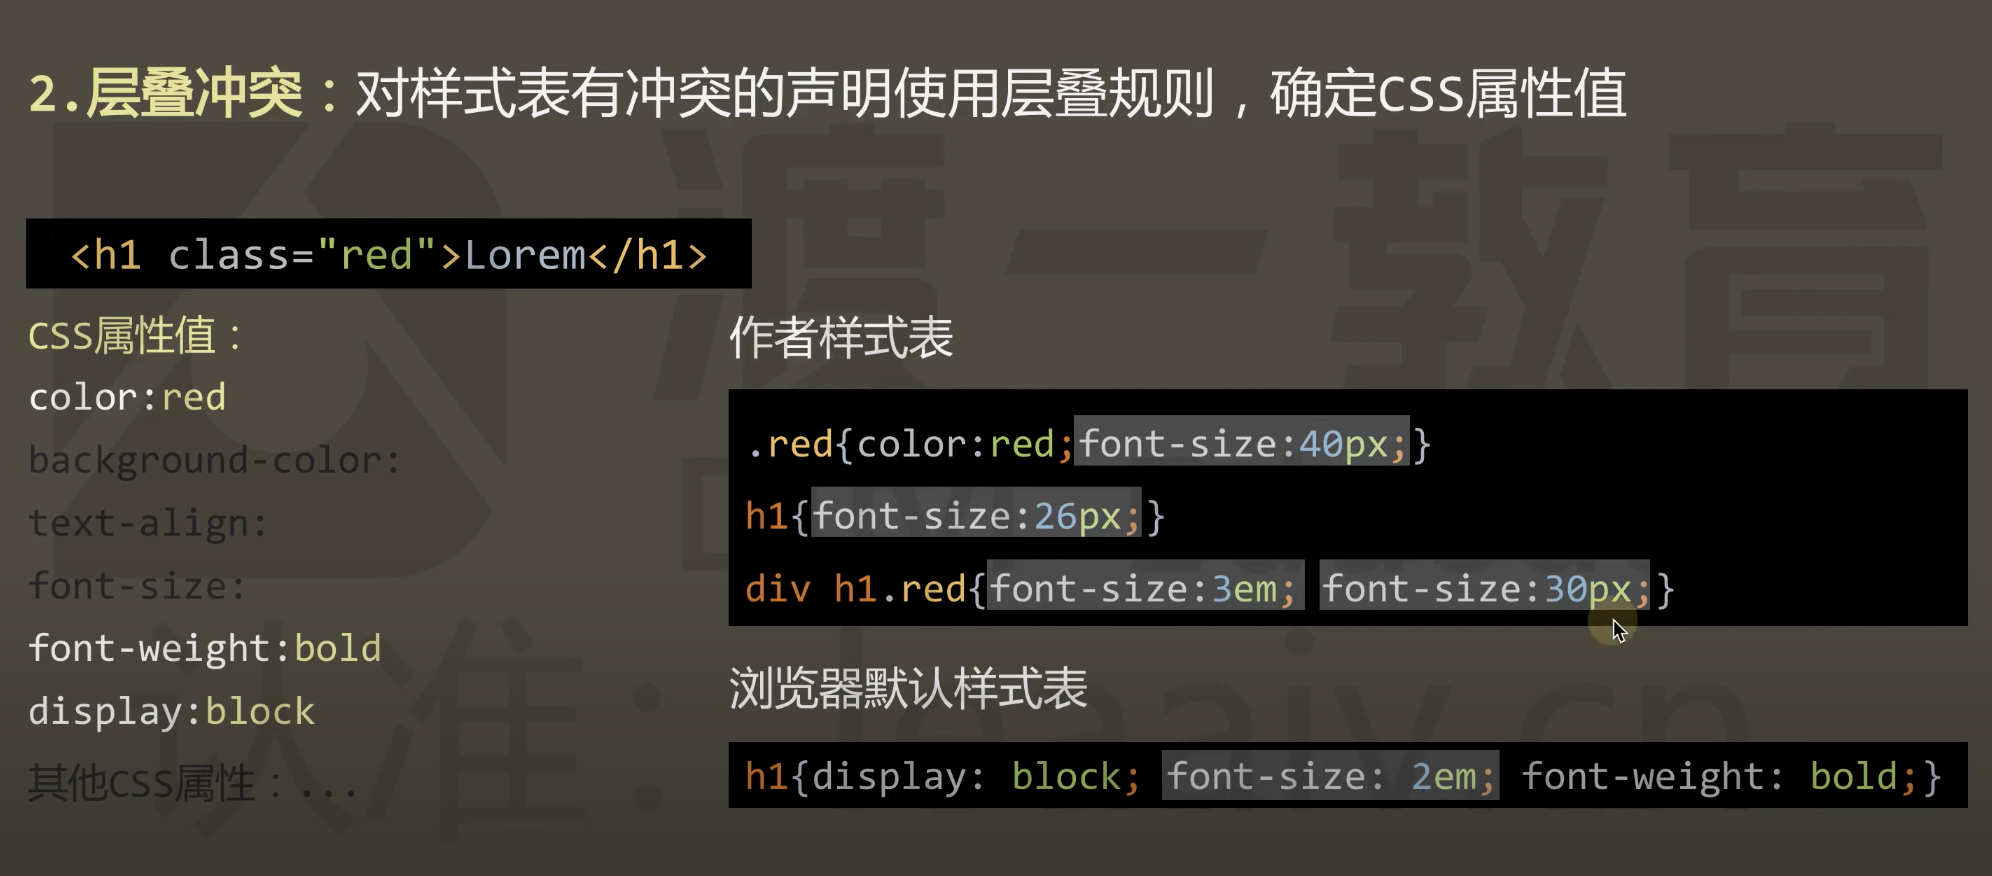 2.层叠冲突：对样式表有冲突的声明使用层叠规则，确定CSS属性值
<h1 class="red">Lorem</h1>
CSS属性值：
color:red
background-color:
text-align:
font-size:
font-weight:bold
display:block
其他CSS属性：...
作者样式表
.red{color:red;font-size:40px;}
h1{font-size:26px;}
div h1.red{font-size:3em; font-size:30px;}
浏览器默认样式表
h1{display: block; font-size: 2em; font-weight: bold;}
渡一教育
认准：